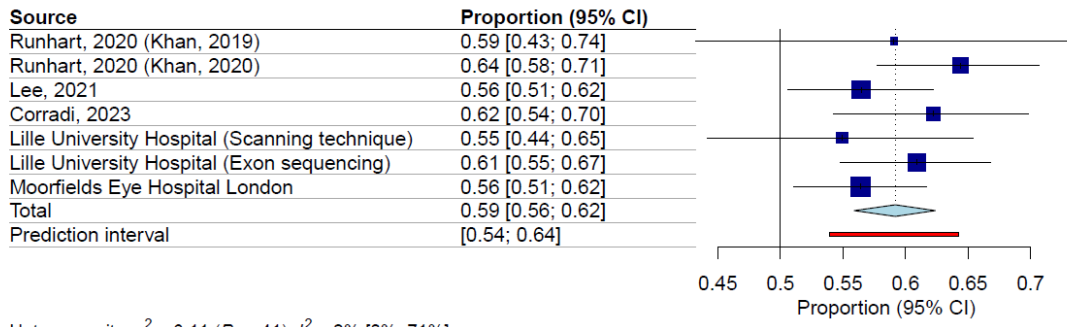 Source Proportion (95% CI)
Runhart, 2020 (Khan, 2019) 0.59 [0.43; 0.74]
Runhart, 2020 (Khan, 2020) 0.64 [0.58; 0.71]
Lee, 2021 0.56 [0.51; 0.62]
Corradi, 2023 0.62 [0.54; 0.70]
Lille University Hospital (Scanning technique) 0.55 [0.44; 0.65]
Lille University Hospital (Exon sequencing) 0.61 [0.55; 0.67]
Moorfields Eye Hospital London 0.56 [0.51; 0.62]
Total 0.59 [0.56; 0.62]
Prediction interval [0.54; 0.64]
0.45 0.5 0.55 0.6 0.65 0.7
Proportion (95% CI)